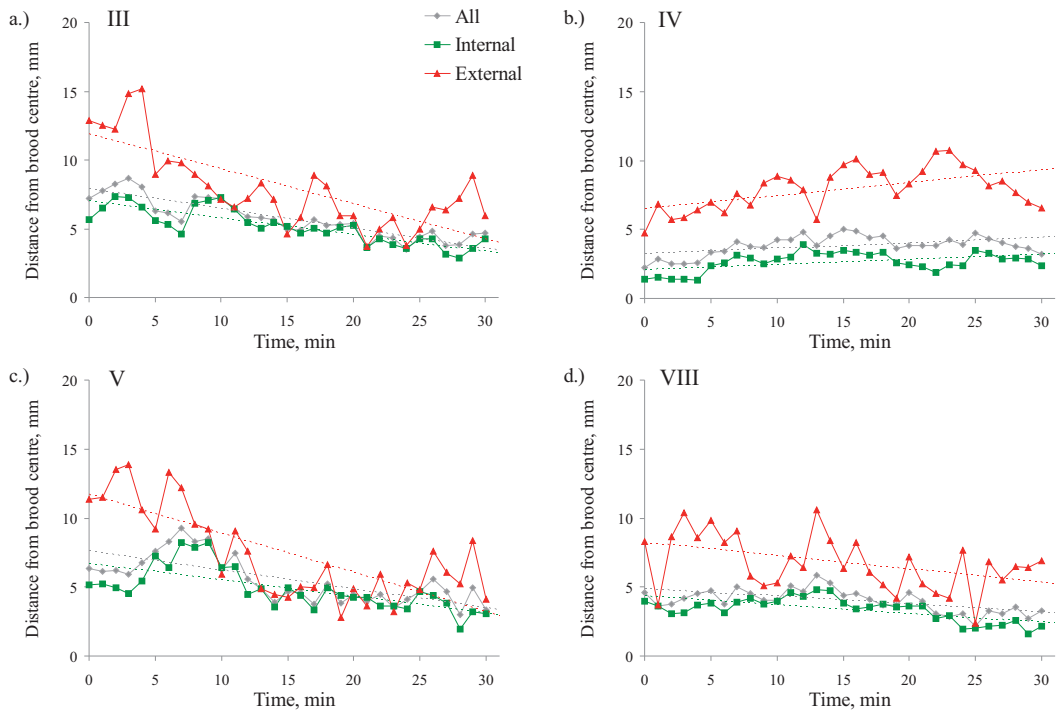 a.)
III
All
Internal
External
Distance from brood centre, mm
20
15
10
5
0
0 5 10 15 20 25 30
Time, min
b.)
IV
Distance from brood centre, mm
20
15
10
5
0
0 5 10 15 20 25 30
Time, min
c.)
V
Distance from brood centre, mm
20
15
10
5
0
0 5 10 15 20 25 30
Time, min
d.)
VIII
Distance from brood centre, mm
20
15
10
5
0
0 5 10 15 20 25 30
Time, min